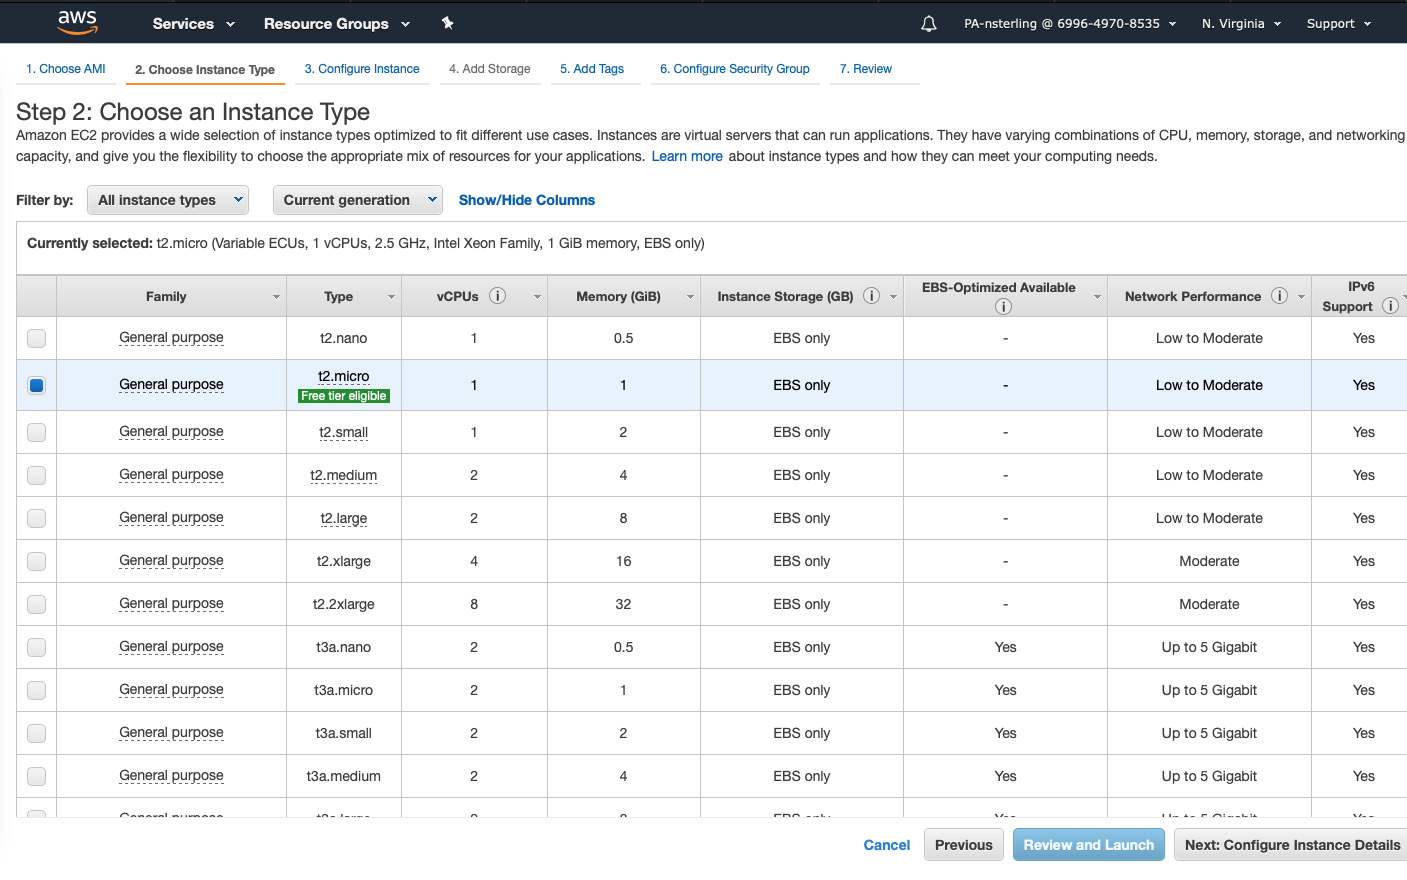 aws Services Resource Groups PA-nsterling @ 6996-4970-8535 N. Virginia Support
1. Choose AMI 2. Choose Instance Type 3. Configure Instance 4. Add Storage 5. Add Tags 6. Configure Security Group 7. Review
Step 2: Choose an Instance Type
Amazon EC2 provides a wide selection of instance types optimized to fit different use cases. Instances are virtual servers that can run applications. They have varying combinations of CPU, memory, storage, and networking
capacity, and give you the flexibility to choose the appropriate mix of resources for your applications. Learn more about instance types and how they can meet your computing needs.
Filter by: All instance types Current generation Show/Hide Columns
Currently selected: t2.micro (Variable ECUs, 1 vCPUs, 2.5 GHz, Intel Xeon Family, 1 GiB memory, EBS only)
Family Type vCPUs Memory (GiB) Instance Storage (GB) EBS-Optimized Available Network Performance IPv6 Support
General purpose t2.nano 1 0.5 EBS only - Low to Moderate Yes
General purpose t2.micro Free tier eligible 1 1 EBS only - Low to Moderate Yes
General purpose t2.small 1 2 EBS only - Low to Moderate Yes
General purpose t2.medium 2 4 EBS only - Low to Moderate Yes
General purpose t2.large 2 8 EBS only - Low to Moderate Yes
General purpose t2.xlarge 4 16 EBS only - Moderate Yes
General purpose t2.2xlarge 8 32 EBS only - Moderate Yes
General purpose t3a.nano 2 0.5 EBS only Yes Up to 5 Gigabit Yes
General purpose t3a.micro 2 1 EBS only Yes Up to 5 Gigabit Yes
General purpose t3a.small 2 2 EBS only Yes Up to 5 Gigabit Yes
General purpose t3a.medium 2 4 EBS only Yes Up to 5 Gigabit Yes
Cancel Previous Review and Launch Next: Configure Instance Details